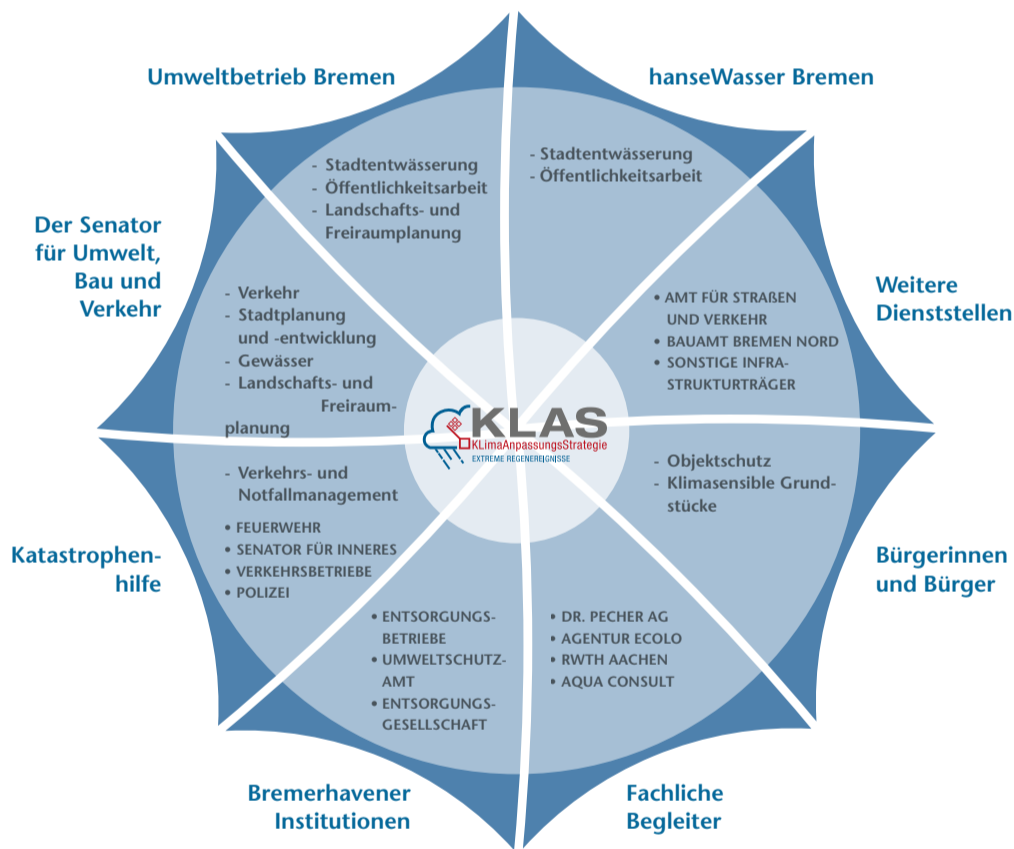 Umweltbetrieb Bremen
- Stadtentwässerung
- Öffentlichkeitsarbeit
- Landschafts- und
Freiraumplanung
hanseWasser Bremen
- Stadtentwässerung
- Öffentlichkeitsarbeit
Der Senator
für Umwelt,
Bau und
Verkehr
- Verkehr
- Stadtplanung
und -entwicklung
- Gewässer
- Landschafts- und
Freiraum-
planung
Weitere
Dienststellen
• AMT FÜR STRAßEN
UND VERKEHR
• BAUAMT BREMEN NORD
• SONSTIGE INFRA-
STRUKTURTRÄGER
KLAS
KLimaAnpassungsStrategie
EXTREME REGENEREIGNISSE
Katastrophen-
hilfe
- Verkehrs- und
Notfallmanagement
• FEUERWEHR
• SENATOR FÜR INNERES
• VERKEHRSBETRIEBE
• POLIZEI
Bürgerinnen
und Bürger
- Objektschutz
- Klimasensible Grund-
stücke
• ENTSORGUNGS-
BETRIEBE
• UMWELTSCHUTZ-
AMT
• ENTSORGUNGS-
GESELLSCHAFT
Bremerhavener
Institutionen
• DR. PECHER AG
• AGENTUR ECOLO
• RWTH AACHEN
• AQUA CONSULT
Fachliche
Begleiter